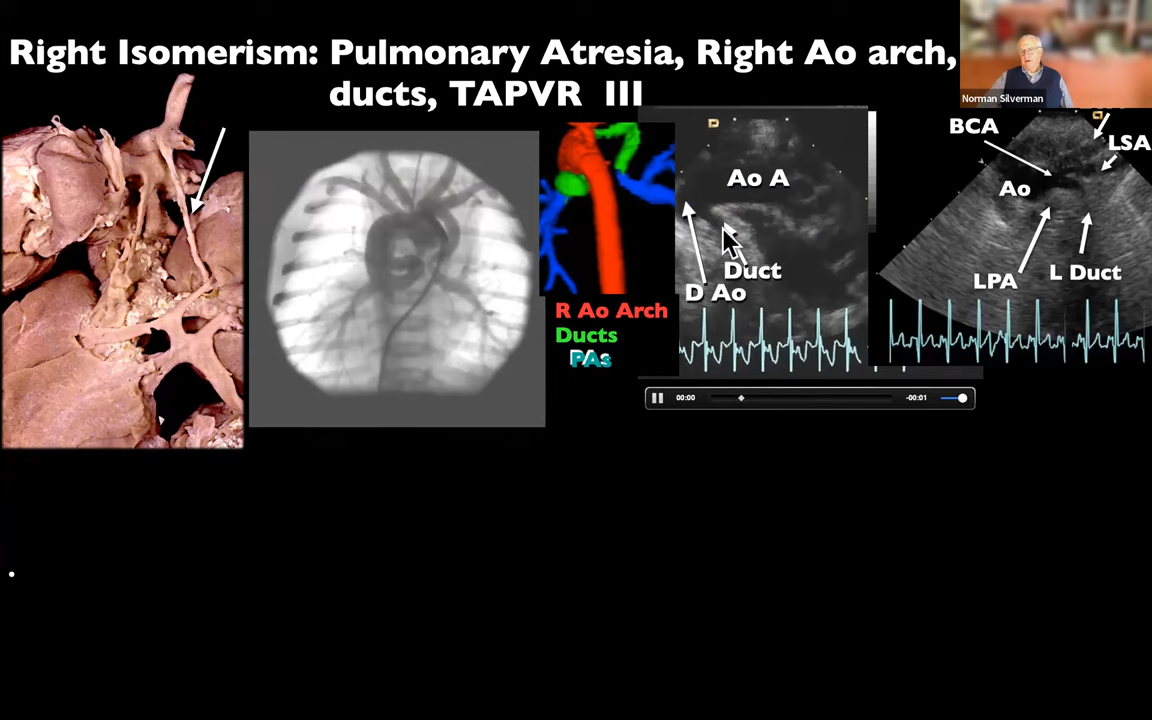 Right Isomerism: Pulmonary Atresia, Right Ao arch,
ducts, TAPVR III
Norman Silverman
BCA
LSA
Ao A
Ao
Duct
D Ao
LPA
L Duct
R Ao Arch
Ducts
PAs
00:00
-00:01